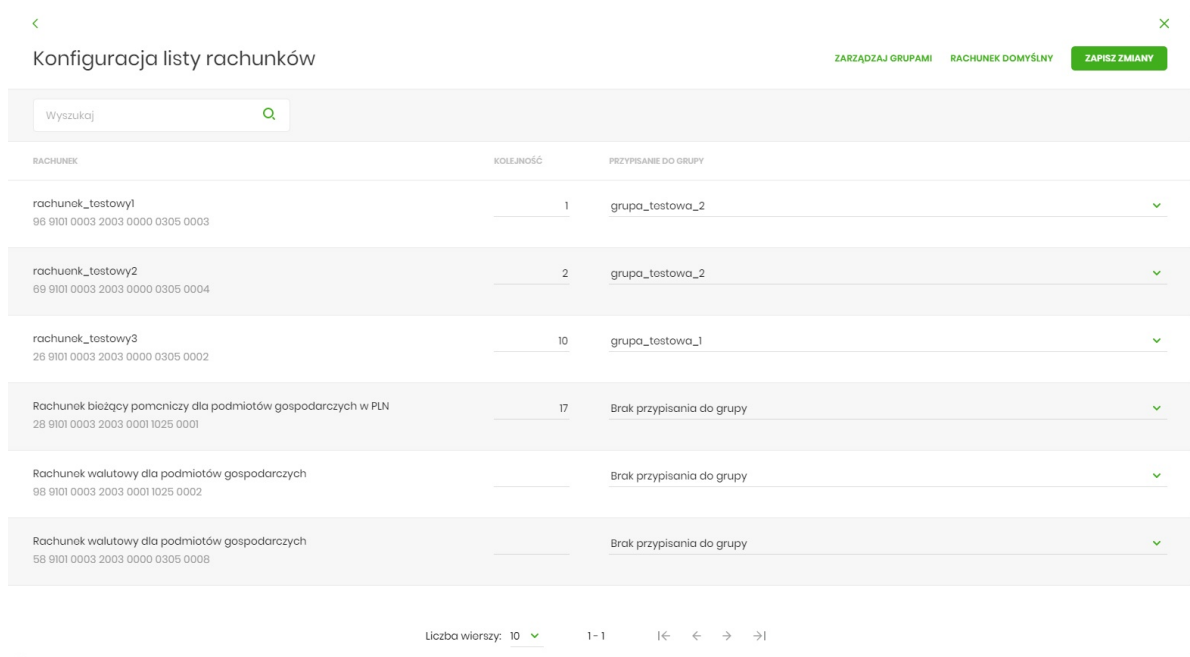 Konfiguracja listy rachunków
ZARZĄDZAJ GRUPAMI RACHUNEK DOMYŚLNY ZAPISZ ZMIANY
Wyszukaj
RACHUNEK KOLEJNOŚĆ PRZYPISANIE DO GRUPY
rachunek_testowy1 1 grupa_testowa_2
96 9101 0003 2003 0000 0305 0003
rachuenk_testowy2 2 grupa_testowa_2
69 9101 0003 2003 0000 0305 0004
rachunek_testowy3 10 grupa_testowa_1
26 9101 0003 2003 0000 0305 0002
Rachunek bieżący pomcniczy dla podmiotów gospodarczych w PLN 17 Brak przypisania do grupy
28 9101 0003 2003 0001 1025 0001
Rachunek walutowy dla podmiotów gospodarczych Brak przypisania do grupy
98 9101 0003 2003 0001 1025 0002
Rachunek walutowy dla podmiotów gospodarczych Brak przypisania do grupy
58 9101 0003 2003 0000 0305 0008
Liczba wierszy: 10 1 - 1